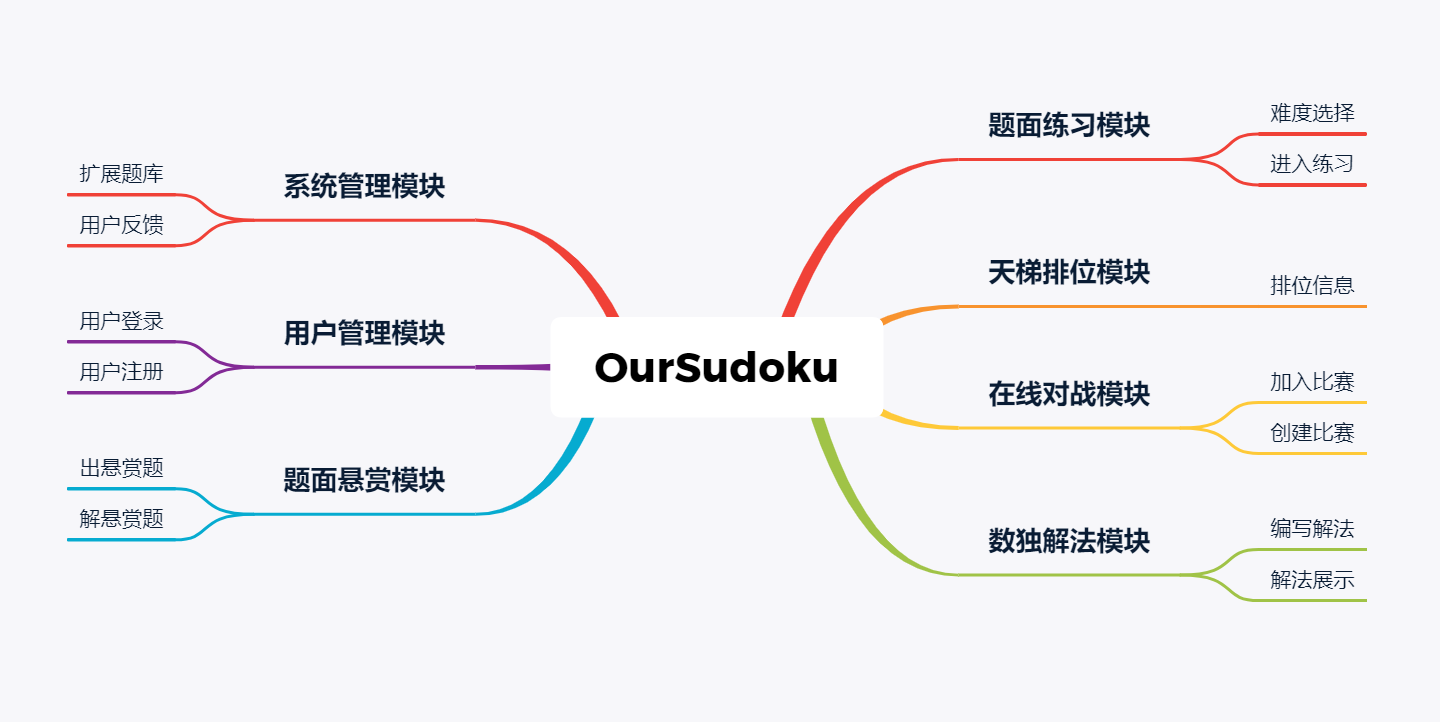 OurSudoku
题面练习模块
难度选择
进入练习
天梯排位模块
排位信息
在线对战模块
加入比赛
创建比赛
数独解法模块
编写解法
解法展示
系统管理模块
扩展题库
用户反馈
用户管理模块
用户登录
用户注册
题面悬赏模块
出悬赏题
解悬赏题